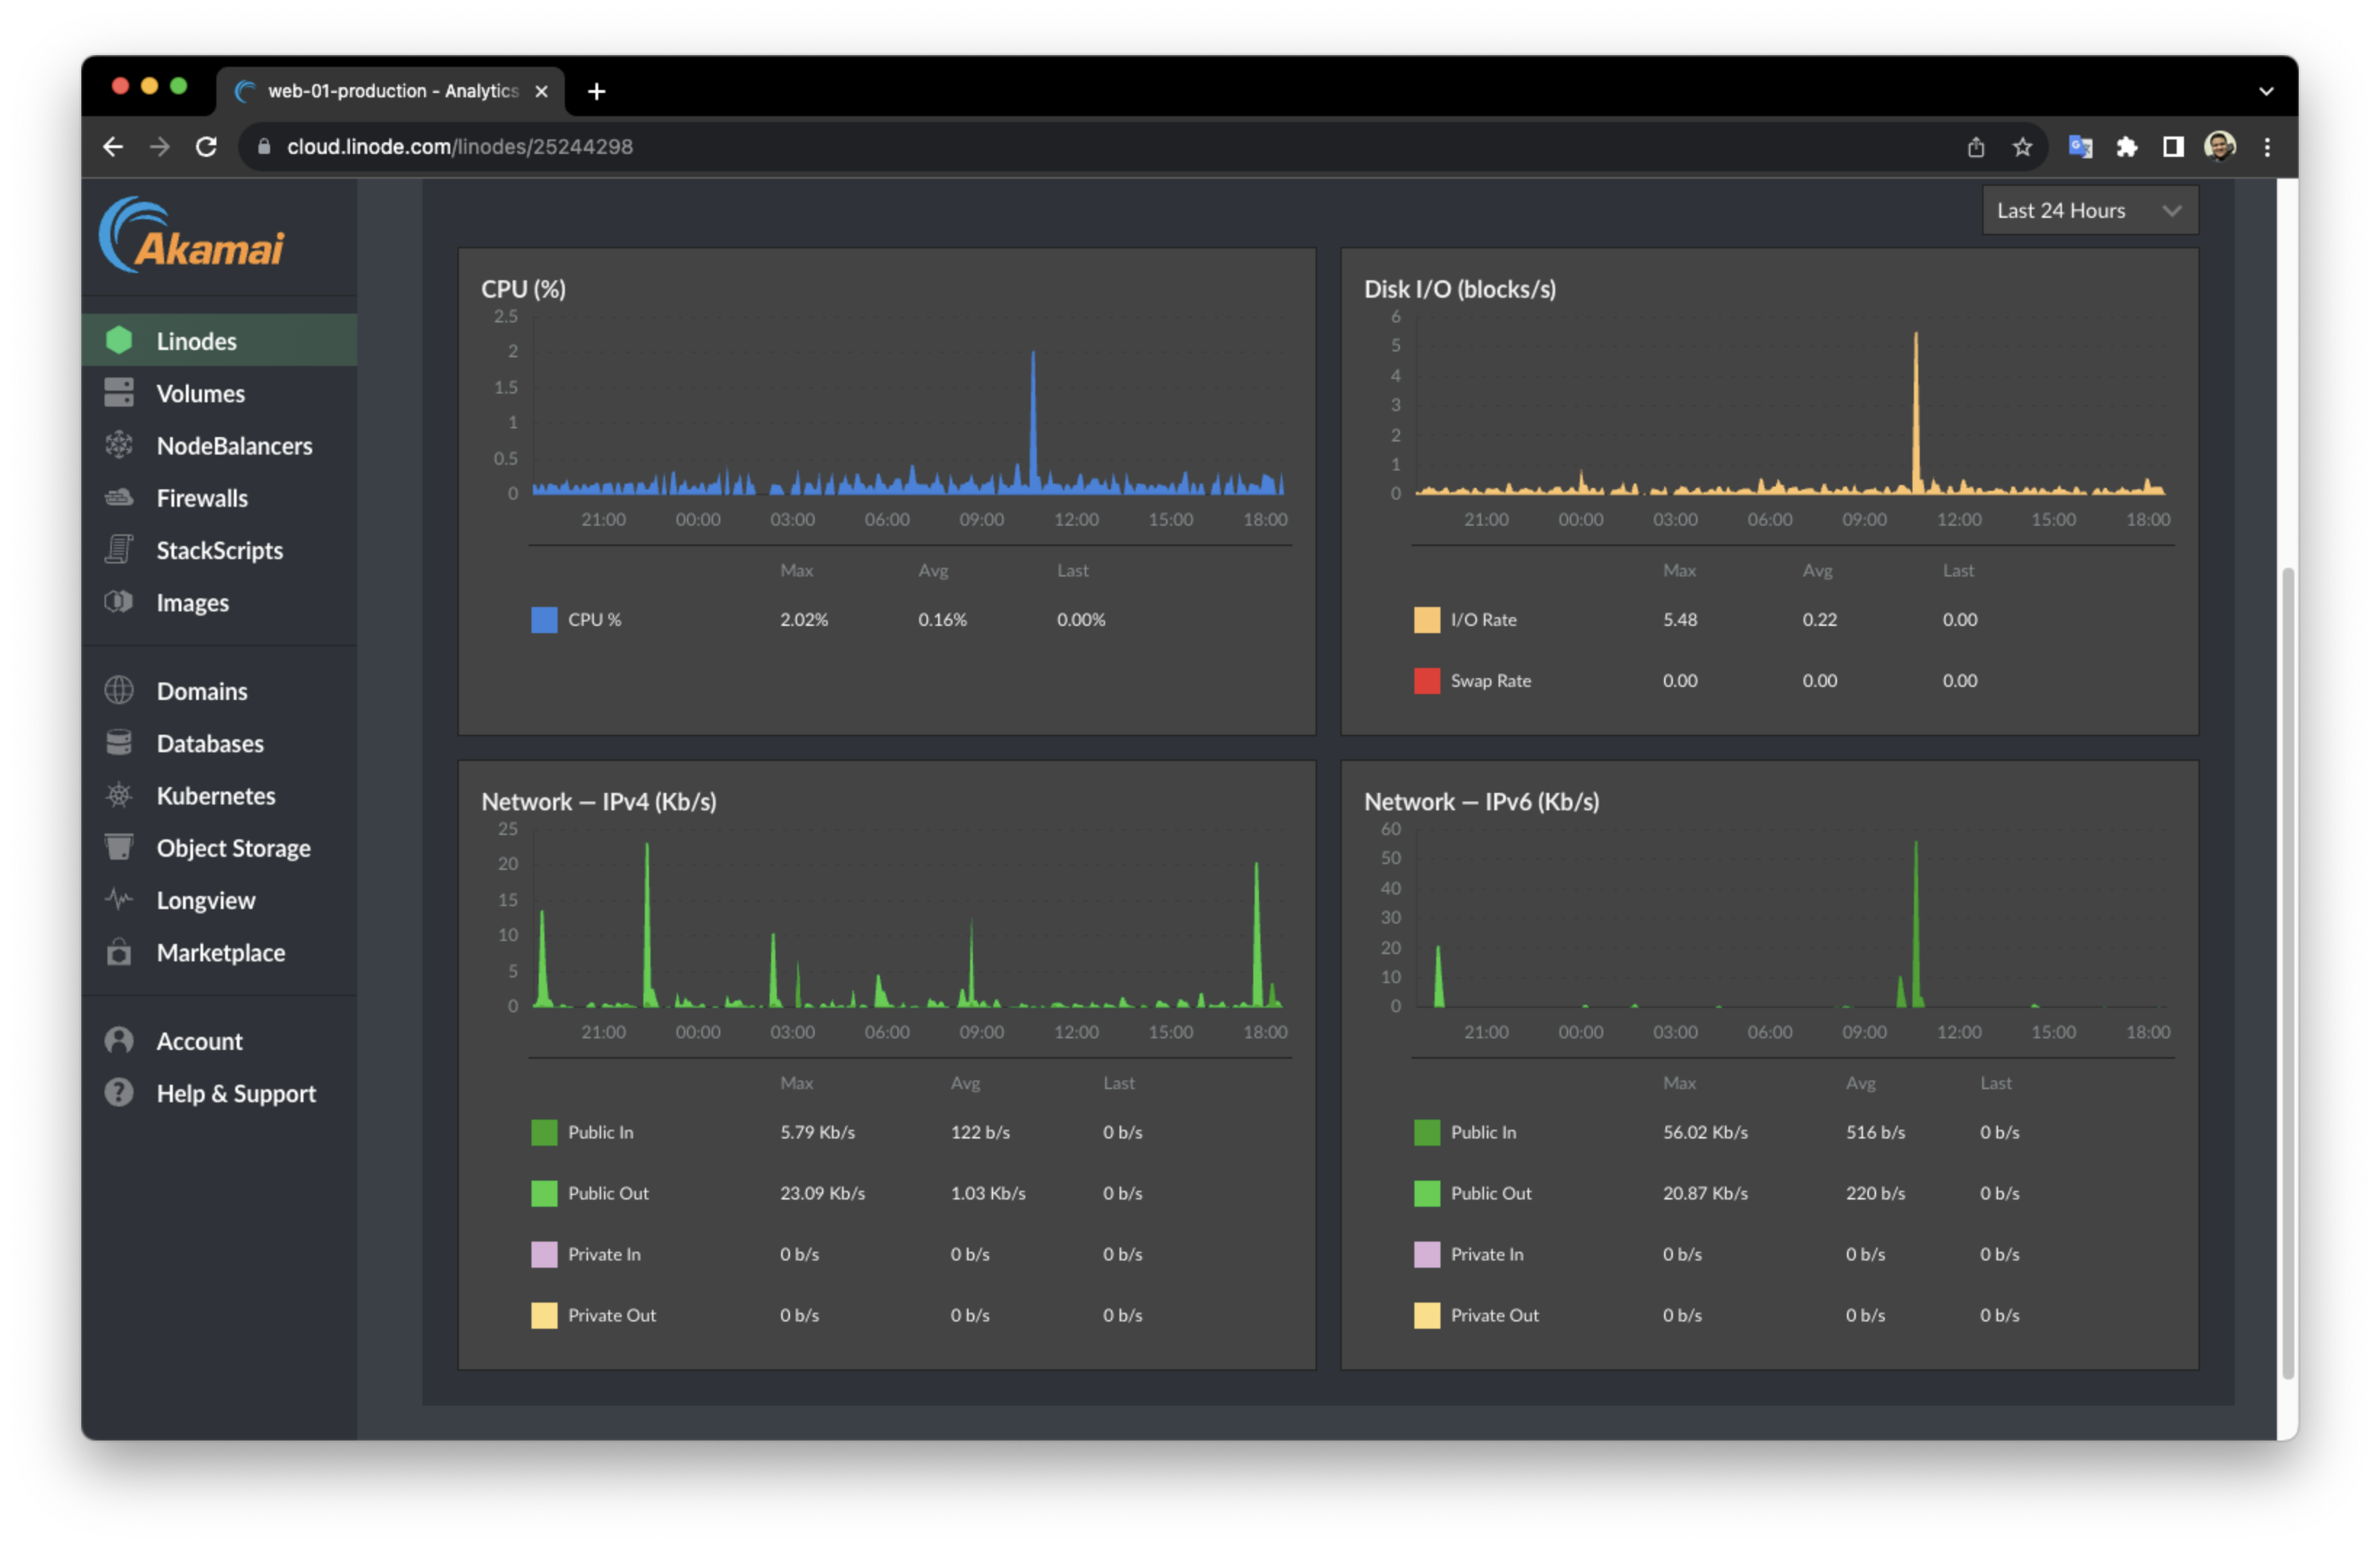 web-01-production - Analytics
cloud.linode.com/linodes/25244298
Akamai
Linodes
Volumes
NodeBalancers
Firewalls
StackScripts
Images
Domains
Databases
Kubernetes
Object Storage
Longview
Marketplace
Account
Help & Support
Last 24 Hours
CPU (%)
2.5
2
1.5
1
0.5
0
21:00 00:00 03:00 06:00 09:00 12:00 15:00 18:00
Max Avg Last
CPU % 2.02% 0.16% 0.00%
Disk I/O (blocks/s)
6
5
4
3
2
1
0
21:00 00:00 03:00 06:00 09:00 12:00 15:00 18:00
Max Avg Last
I/O Rate 5.48 0.22 0.00
Swap Rate 0.00 0.00 0.00
Network — IPv4 (Kb/s)
25
20
15
10
5
0
21:00 00:00 03:00 06:00 09:00 12:00 15:00 18:00
Max Avg Last
Public In 5.79 Kb/s 122 b/s 0 b/s
Public Out 23.09 Kb/s 1.03 Kb/s 0 b/s
Private In 0 b/s 0 b/s 0 b/s
Private Out 0 b/s 0 b/s 0 b/s
Network — IPv6 (Kb/s)
60
50
40
30
20
10
0
21:00 00:00 03:00 06:00 09:00 12:00 15:00 18:00
Max Avg Last
Public In 56.02 Kb/s 516 b/s 0 b/s
Public Out 20.87 Kb/s 220 b/s 0 b/s
Private In 0 b/s 0 b/s 0 b/s
Private Out 0 b/s 0 b/s 0 b/s